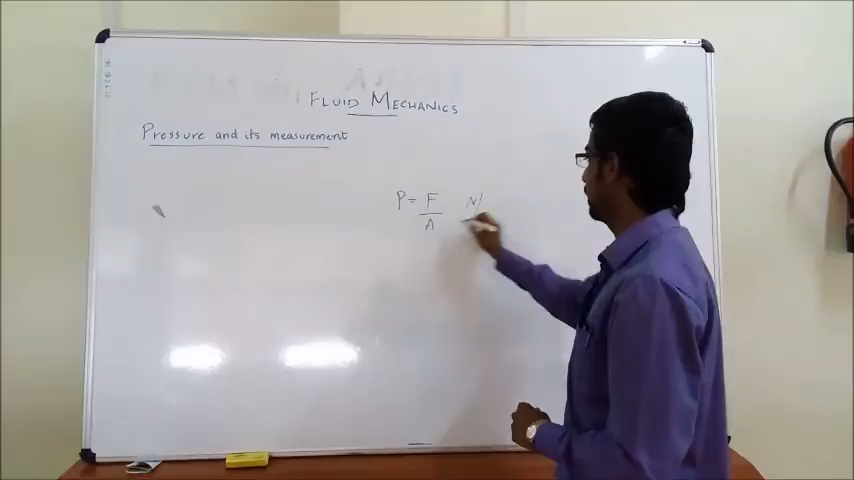 FLUID MECHANICS
Pressure and its measurement
P = F N/
A